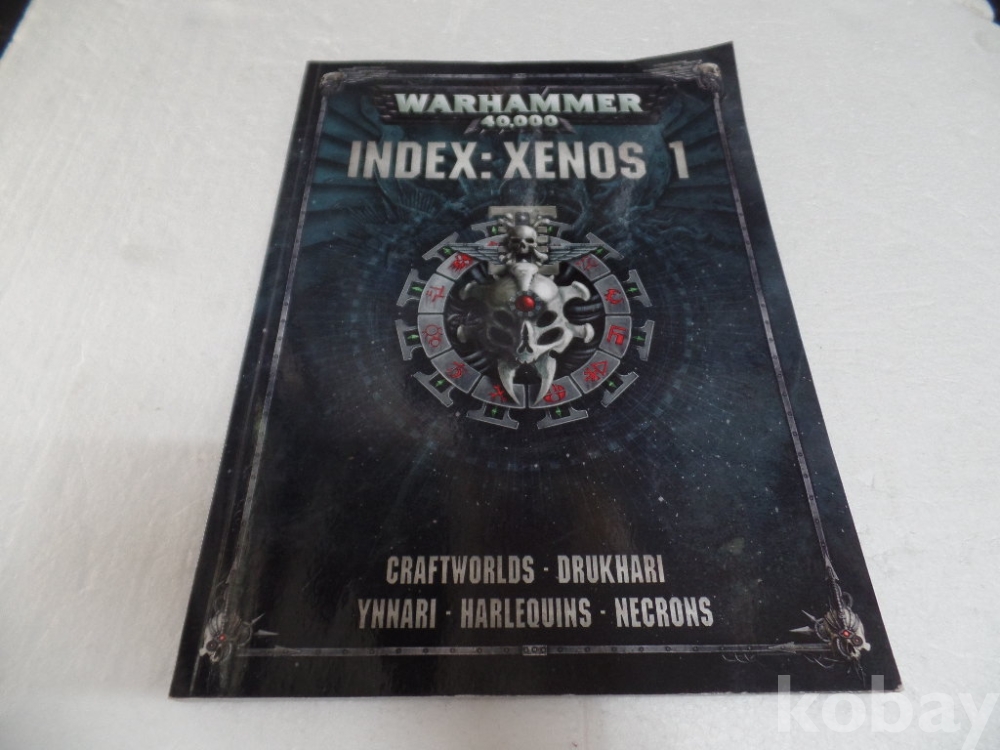 WARHAMMER
40,000
INDEX: XENOS 1
CRAFTWORLDS · DRUKHARI
YNNARI · HARLEQUINS · NECRONS
kobay